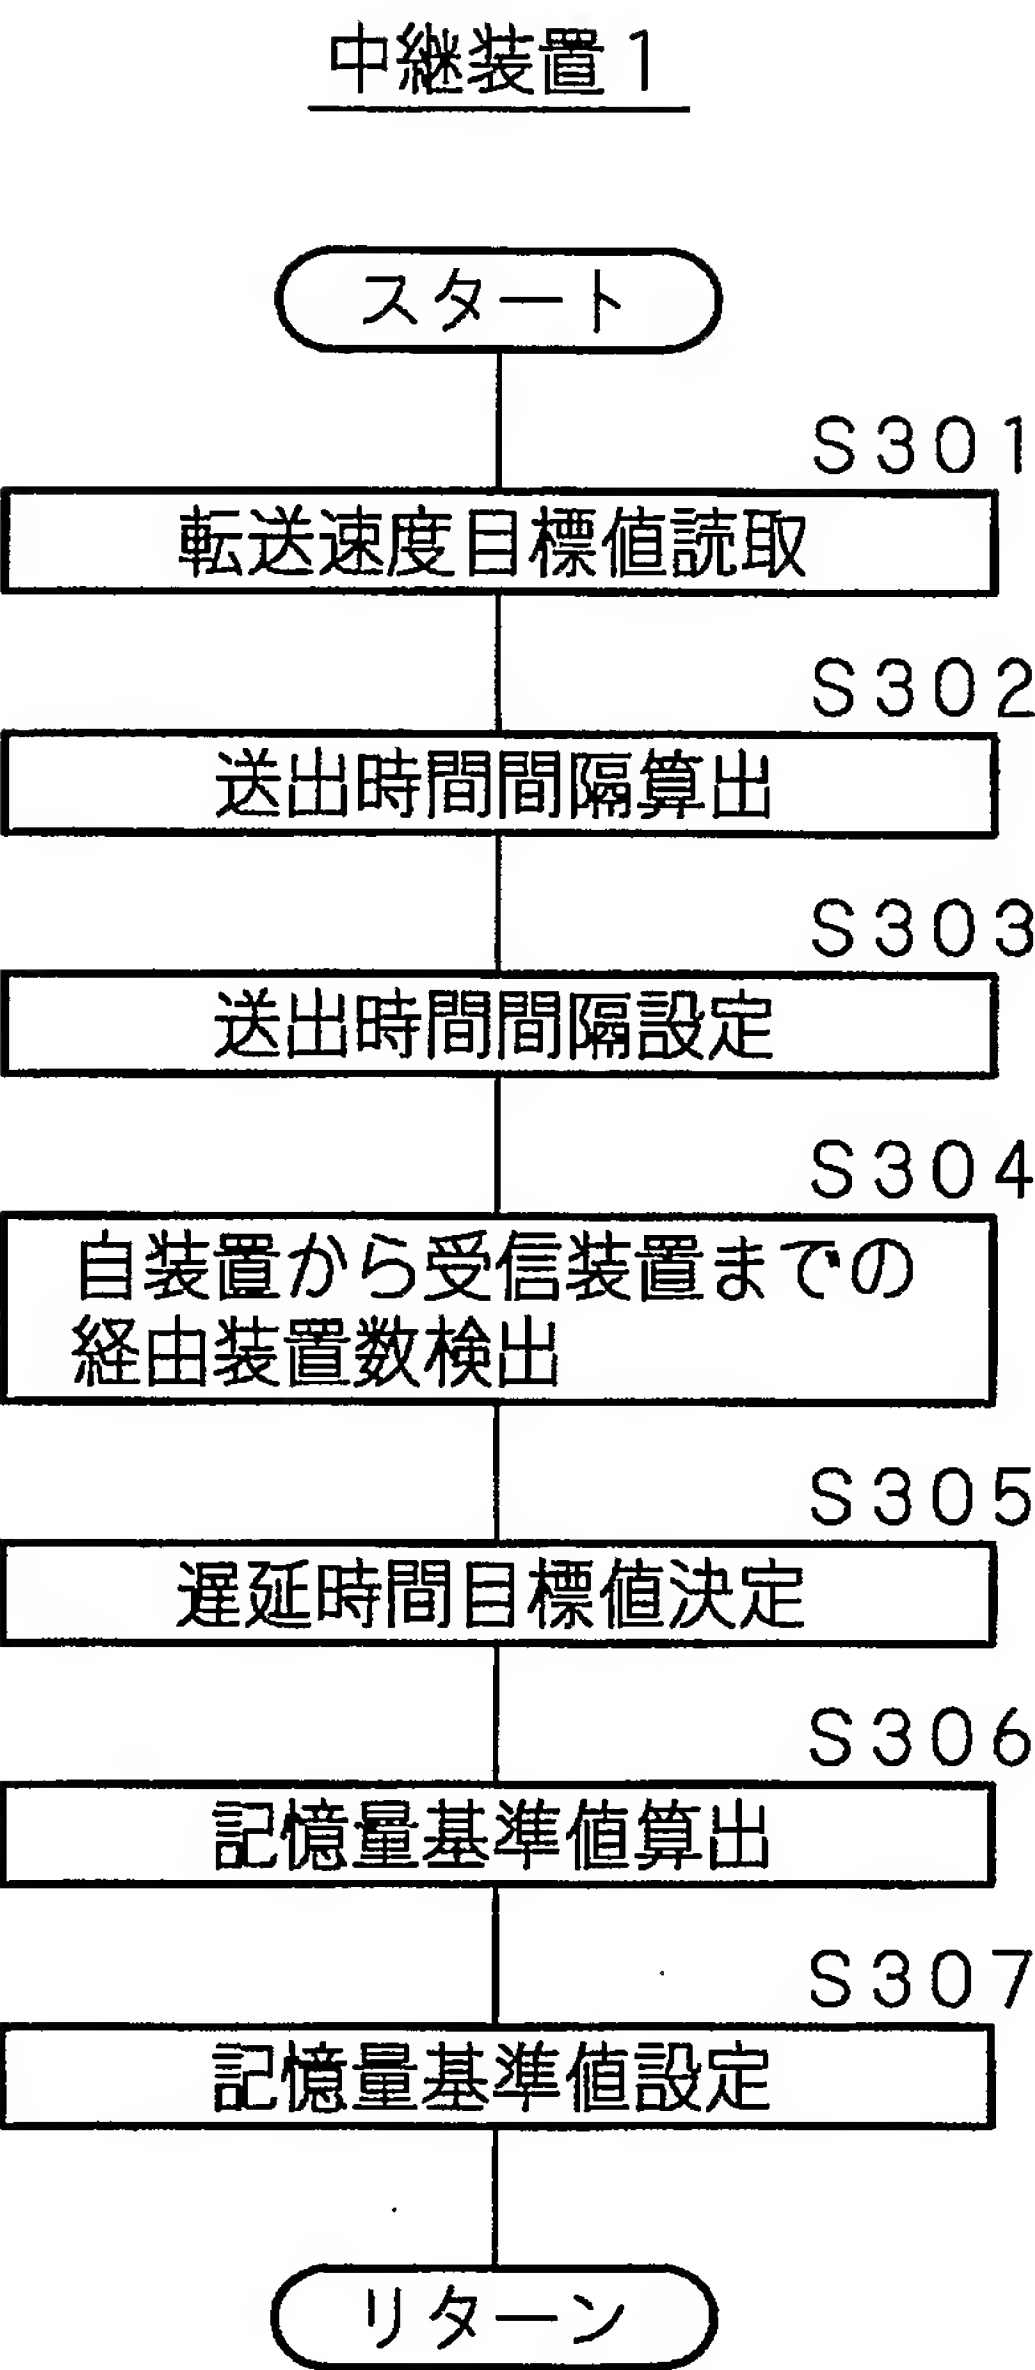 中継装置1
スタート
S301
転送速度目標値読取
S302
送出時間間隔算出
S303
送出時間間隔設定
S304
自装置から受信装置までの
経由装置数検出
S305
遅延時間目標値決定
S306
記憶量基準値算出
S307
記憶量基準値設定
リターン